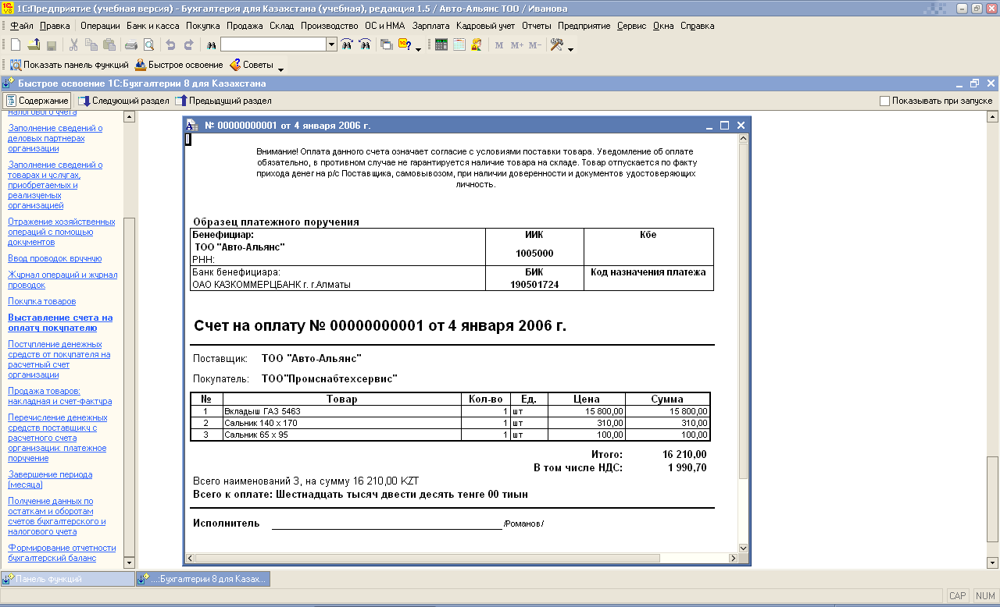 1С:Предприятие (учебная версия) - Бухгалтерия для Казахстана (учебная), редакция 1.5 / Авто-Альянс ТОО / Иванова
Файл Правка Операции Банк и касса Покупка Продажа Склад Производство ОС и НМА Зарплата Кадровый учет Отчеты Предприятие Сервис Окна Справка
M M+ M-
Показать панель функций Быстрое освоение Советы
Быстрое освоение 1С:Бухгалтерии 8 для Казахстана
Содержание Следующий раздел Предыдущий раздел Показывать при запуске
налогового учета
Заполнение сведений о
деловых партнерах
организации
Заполнение сведений о
товарах и услугах,
приобретаемых и
реализуемых
организацией
Отражение хозяйственных
операций с помощью
документов
Ввод проводок вручную
Журнал операций и журнал
проводок
Покупка товаров
Выставление счета на
оплату покупателю
Поступление денежных
средств от покупателя на
расчетный счет
организации
Продажа товаров:
накладная и счет-фактура
Перечисление денежных
средств поставщику с
расчетного счета
организации: платежное
поручение
Завершение периода
(месяца)
Получение данных по
остаткам и оборотам
счетов бухгалтерского и
налогового учета
Формирование отчетности
бухгалтерский баланс
№ 00000000001 от 4 января 2006 г.
Внимание! Оплата данного счета означает согласие с условиями поставки товара. Уведомление об оплате
обязательно, в противном случае не гарантируется наличие товара на складе. Товар отпускается по факту
прихода денег на р/с Поставщика, самовывозом, при наличии доверенности и документов удостоверяющих
личность.
Образец платежного поручения
Бенефициар: ИИК Кбе
ТОО "Авто-Альянс" 1005000
РНН:
Банк бенефициара: БИК Код назначения платежа
ОАО КАЗКОММЕРЦБАНК г. г.Алматы 190501724
Счет на оплату № 00000000001 от 4 января 2006 г.
Поставщик: ТОО "Авто-Альянс"
Покупатель: ТОО"Промснабтехсервис"
№ Товар Кол-во Ед. Цена Сумма
1 Вкладыш ГАЗ 5463 1 шт 15 800,00 15 800,00
2 Сальник 140 x 170 1 шт 310,00 310,00
3 Сальник 65 x 95 1 шт 100,00 100,00
Итого: 16 210,00
В том числе НДС: 1 990,70
Всего наименований 3, на сумму 16 210,00 KZT
Всего к оплате: Шестнадцать тысяч двести десять тенге 00 тиын
Исполнитель /Романов/
Панель функций ...:Бухгалтерии 8 для Казах...
CAP NUM